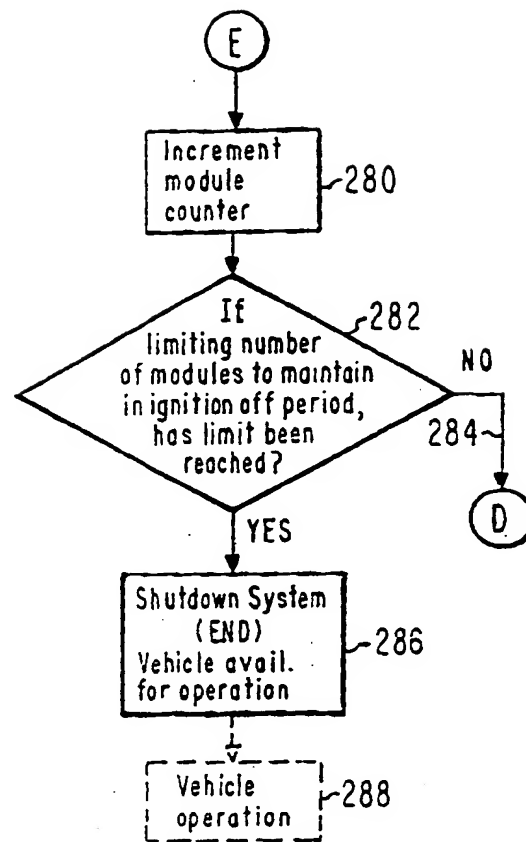 E
Increment
module
counter
280
If
limiting number
of modules to maintain
in ignition off period,
has limit been
reached?
282
NO
284
D
YES
Shutdown System
(END)
Vehicle avail.
for operation
286
Vehicle
operation
288